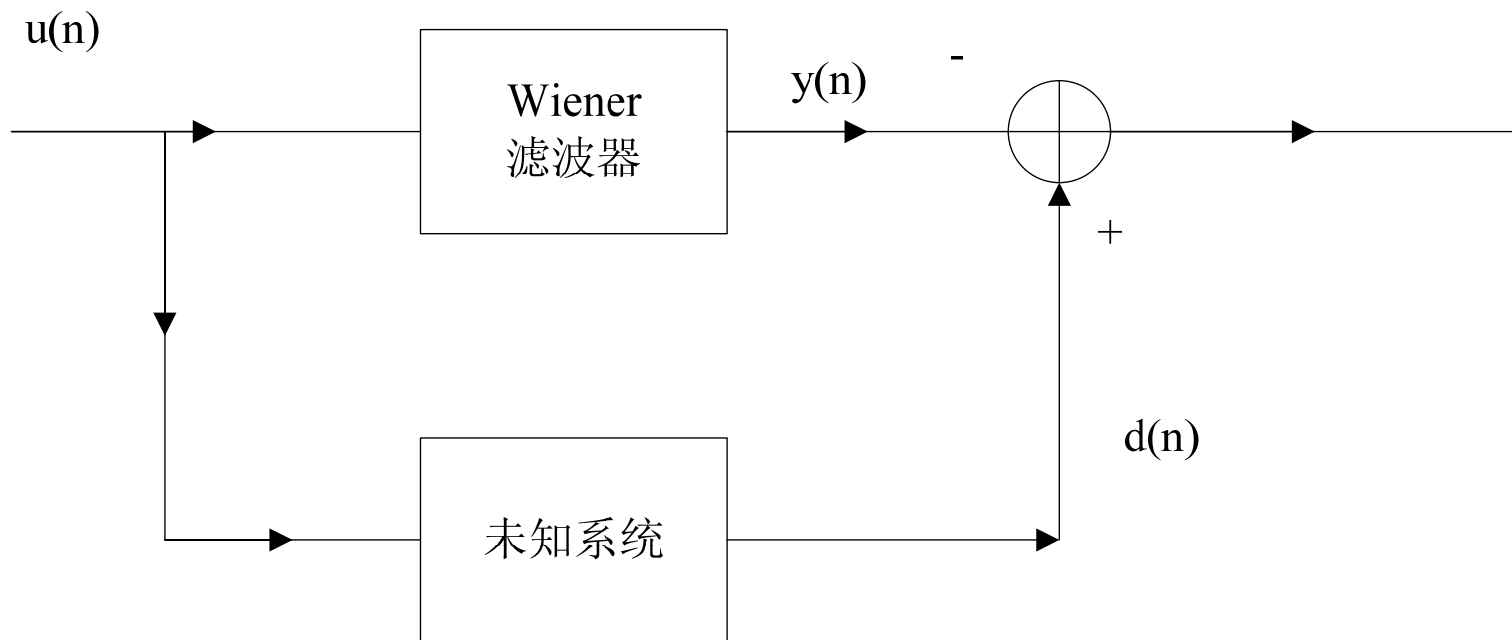 u(n)
Wiener
滤波器
y(n)
-
+
d(n)
未知系统